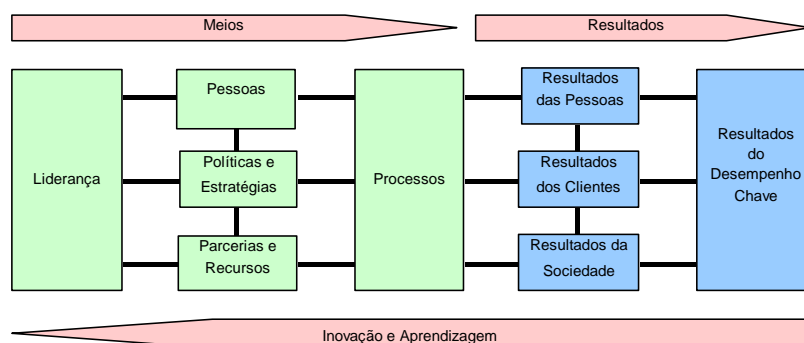 Meios
Resultados
Liderança
Pessoas
Políticas e
Estratégias
Parcerias e
Recursos
Processos
Resultados
das Pessoas
Resultados
dos Clientes
Resultados da
Sociedade
Resultados
do
Desempenho
Chave
Inovação e Aprendizagem